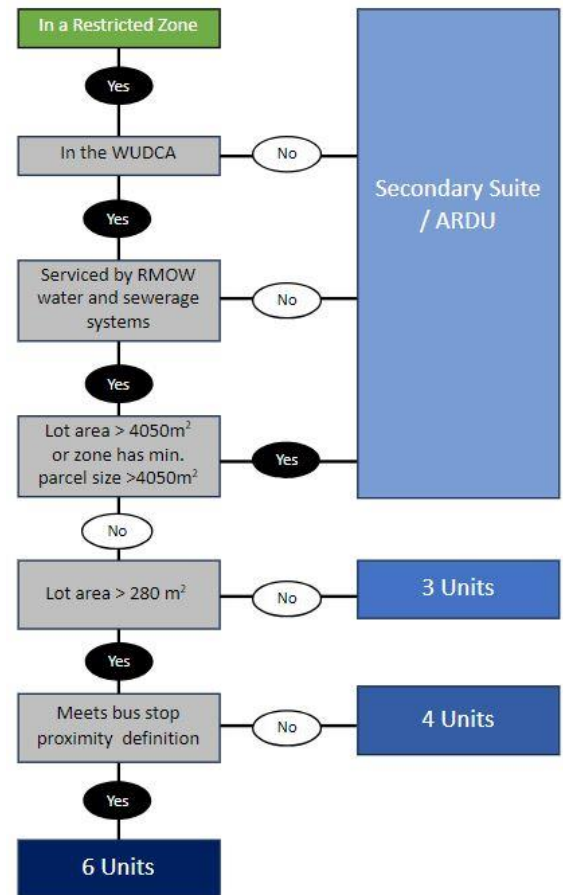 In a Restricted Zone
Yes
In the WUDCA
No
Secondary Suite
/ ARDU
Yes
Serviced by RMOW
water and sewerage
systems
No
Yes
Lot area > 4050m²
or zone has min.
parcel size >4050m²
Yes
No
Lot area > 280 m²
No
3 Units
Yes
Meets bus stop
proximity definition
No
4 Units
Yes
6 Units